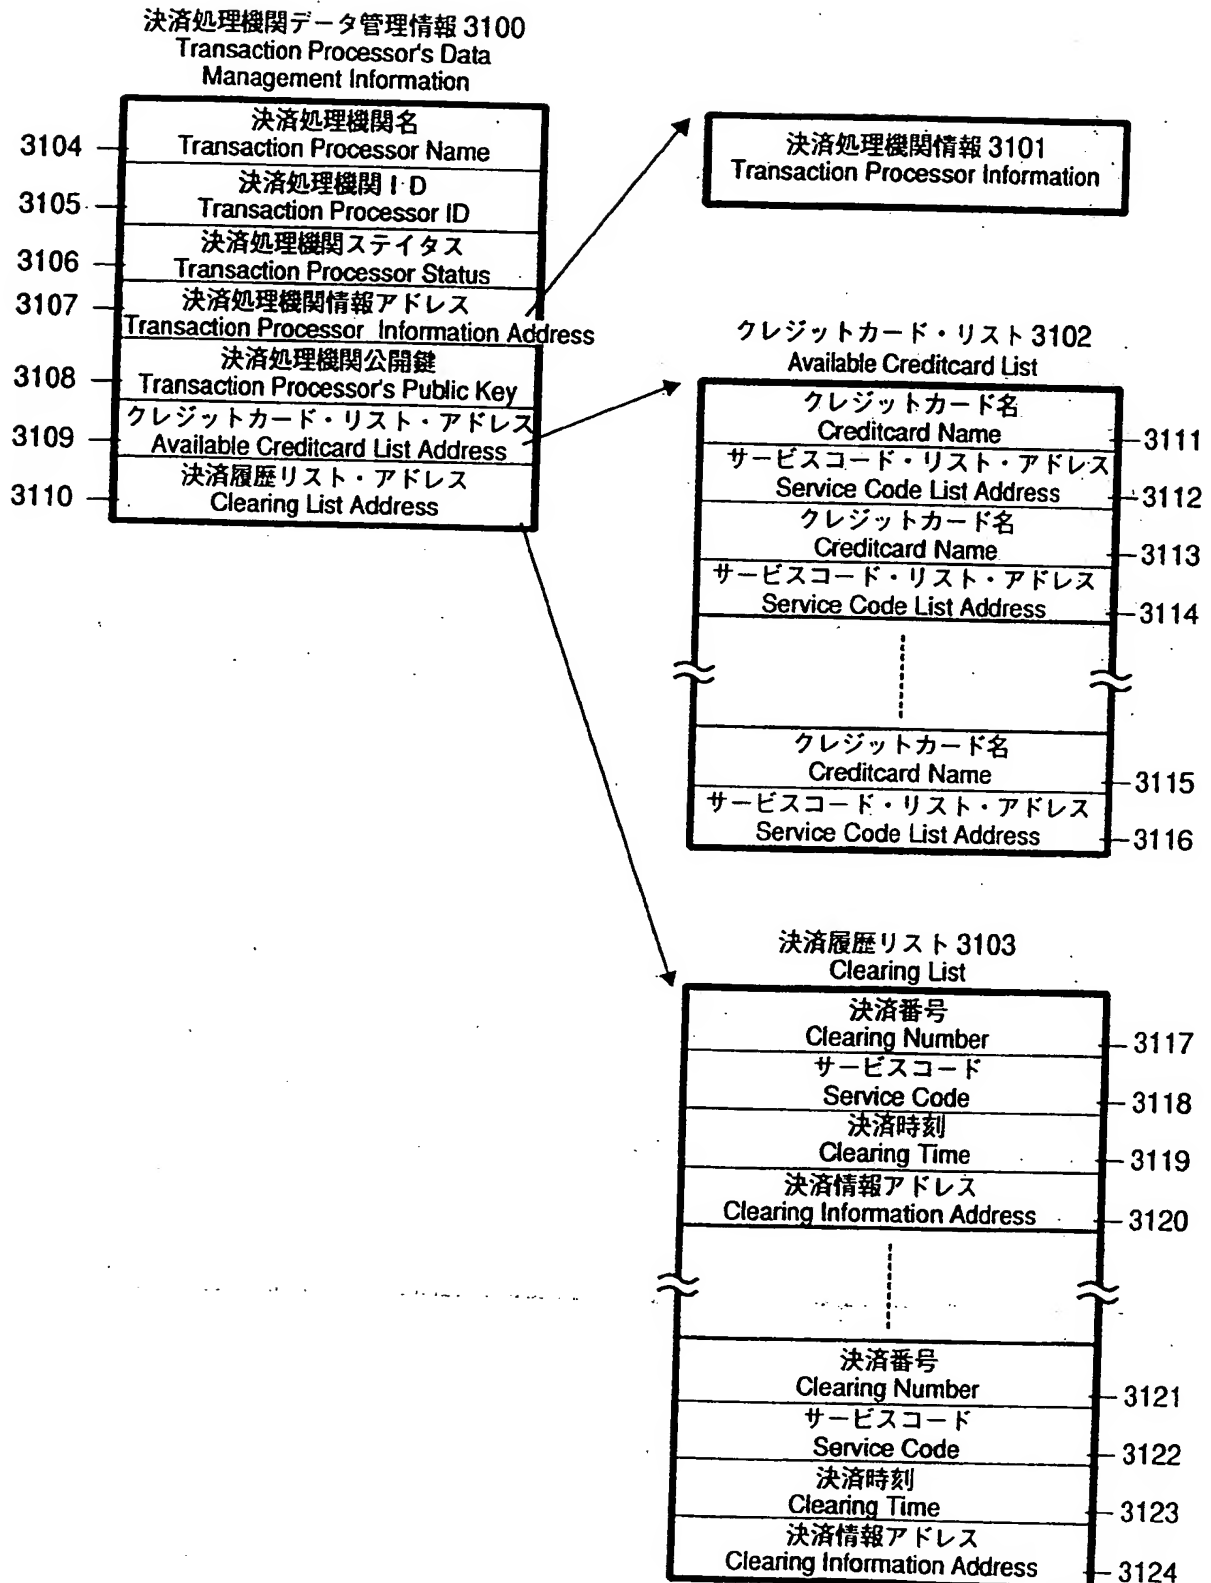 決済処理機関データ管理情報 3100
Transaction Processor's Data
Management Information
決済処理機関名
3104
Transaction Processor Name
決済処理機関 I D
3105
Transaction Processor ID
決済処理機関ステイタス
3106
Transaction Processor Status
決済処理機関情報アドレス
3107
Transaction Processor Information Address
決済処理機関公開鍵
3108
Transaction Processor's Public Key
クレジットカード・リスト・アドレス
3109
Available Creditcard List Address
決済履歴リスト・アドレス
3110
Clearing List Address
決済処理機関情報 3101
Transaction Processor Information
クレジットカード・リスト 3102
Available Creditcard List
クレジットカード名
Creditcard Name
3111
サービスコード・リスト・アドレス
Service Code List Address
3112
クレジットカード名
Creditcard Name
3113
サービスコード・リスト・アドレス
Service Code List Address
3114
クレジットカード名
Creditcard Name
3115
サービスコード・リスト・アドレス
Service Code List Address
3116
決済履歴リスト 3103
Clearing List
決済番号
Clearing Number
3117
サービスコード
Service Code
3118
決済時刻
Clearing Time
3119
決済情報アドレス
Clearing Information Address
3120
決済番号
Clearing Number
3121
サービスコード
Service Code
3122
決済時刻
Clearing Time
3123
決済情報アドレス
Clearing Information Address
3124